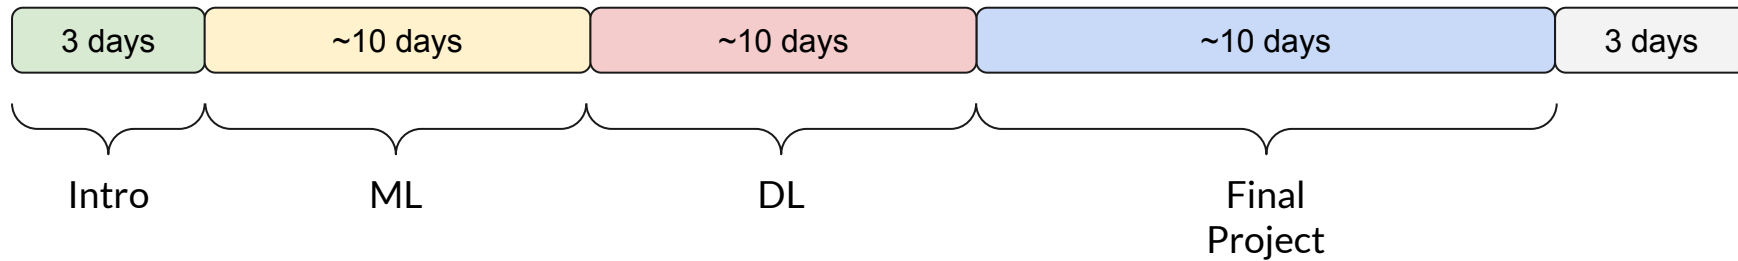 3 days
~10 days
~10 days
~10 days
3 days
Intro
ML
DL
Final
Project